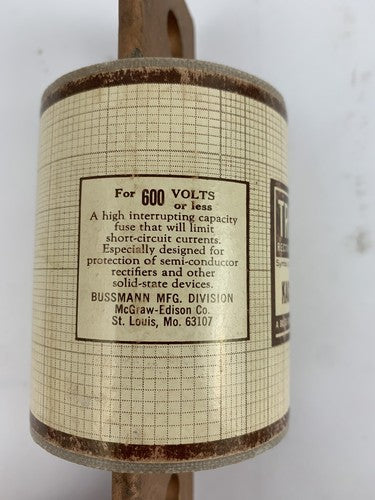 For 600 VOLTS
or less
A high interrupting capacity
fuse that will limit
short-circuit currents.
Especially designed for
protection of semi-conductor
rectifiers and other
solid-state devices.
BUSSMANN MFG. DIVISION
McGraw-Edison Co.
St. Louis, Mo. 63107